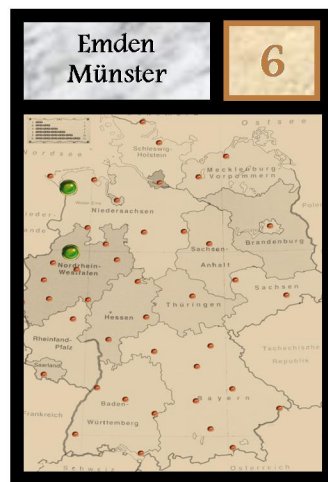 Emden
Münster
6
Ostsee
Schleswig-
Holstein
Mecklenburg
Vorpommern
Niedersachsen
Brandenburg
Sachsen-
Anhalt
Nordrhein-
Westfalen
Sachsen
Thüringen
Hessen
Rheinland-
Pfalz
Tschechische
Republik
Saarland
Bayern
Frankreich
Baden-
Württemberg
Schweiz
Österreich